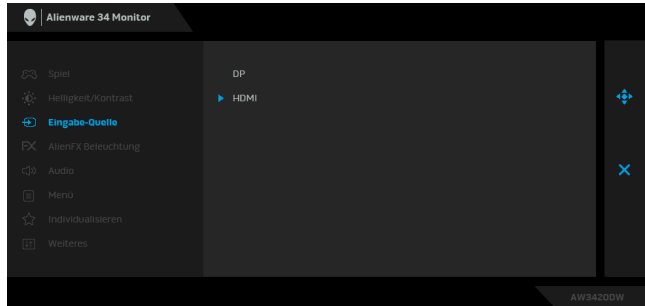 Alienware 34 Monitor
Spiel
DP
Helligkeit/Kontrast
HDMI
Eingabe-Quelle
AlienFX Beleuchtung
Audio
Menü
Individualisieren
Weiteres
AW3420DW